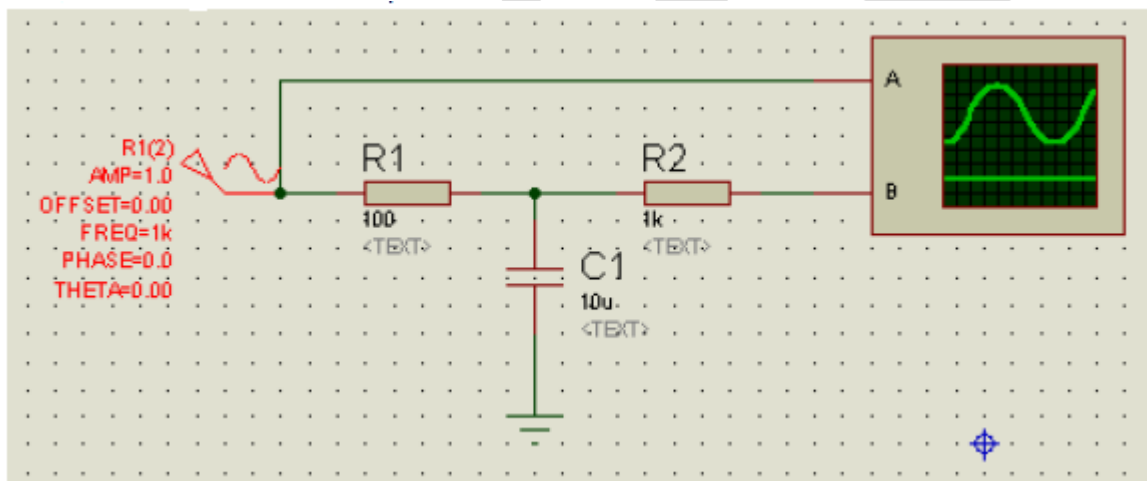 R1(2)
AMP=1.0
OFFSET=0.00
FREQ=1k
PHASE=0.0
THETA=0.00
R1
100
<TEXT>
C1
10u
<TEXT>
R2
1k
<TEXT>
A
B